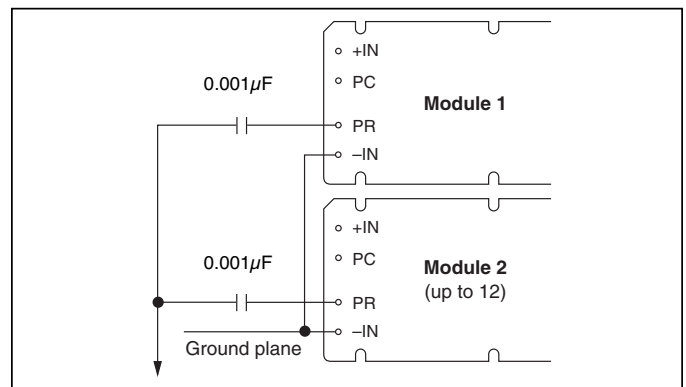 +IN
0.001µF
PC
Module 1
PR
–IN
+IN
0.001µF
PC
Module 2
(up to 12)
PR
–IN
Ground plane